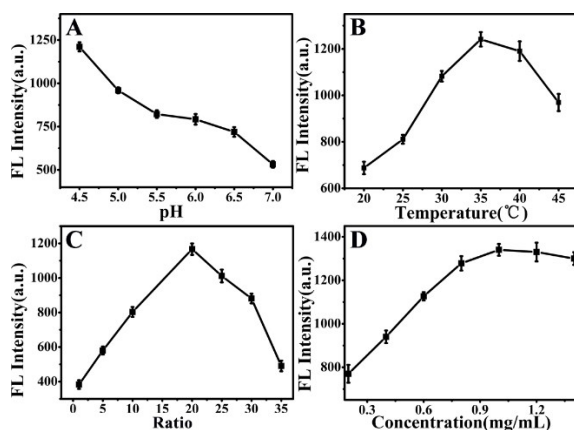 A
FL Intensity(a.u.)
1250
1000
750
500
4.5 5.0 5.5 6.0 6.5 7.0
pH
B
FL Intensity(a.u.)
1200
1000
800
600
20 25 30 35 40 45
Temperature(℃)
C
FL Intensity(a.u.)
1200
1000
800
600
400
0 5 10 15 20 25 30 35
Ratio
D
FL Intensity(a.u.)
1400
1200
1000
800
0.3 0.6 0.9 1.2
Concentration(mg/mL)